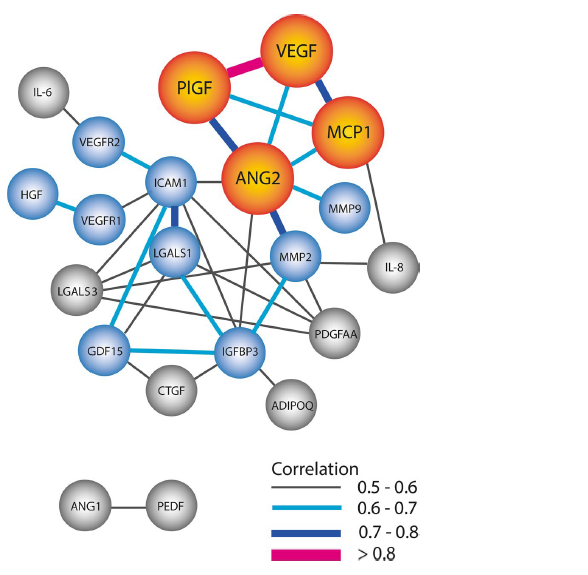 VEGF
PlGF
IL-6
MCP1
VEGFR2
ANG2
ICAM1
HGF
MMP9
VEGFR1
LGALS1
MMP2
IL-8
LGALS3
PDGFAA
GDF15
IGFBP3
CTGF
ADIPOQ
Correlation
0.5 - 0.6
ANG1
PEDF
0.6 - 0.7
0.7 - 0.8
> 0,8